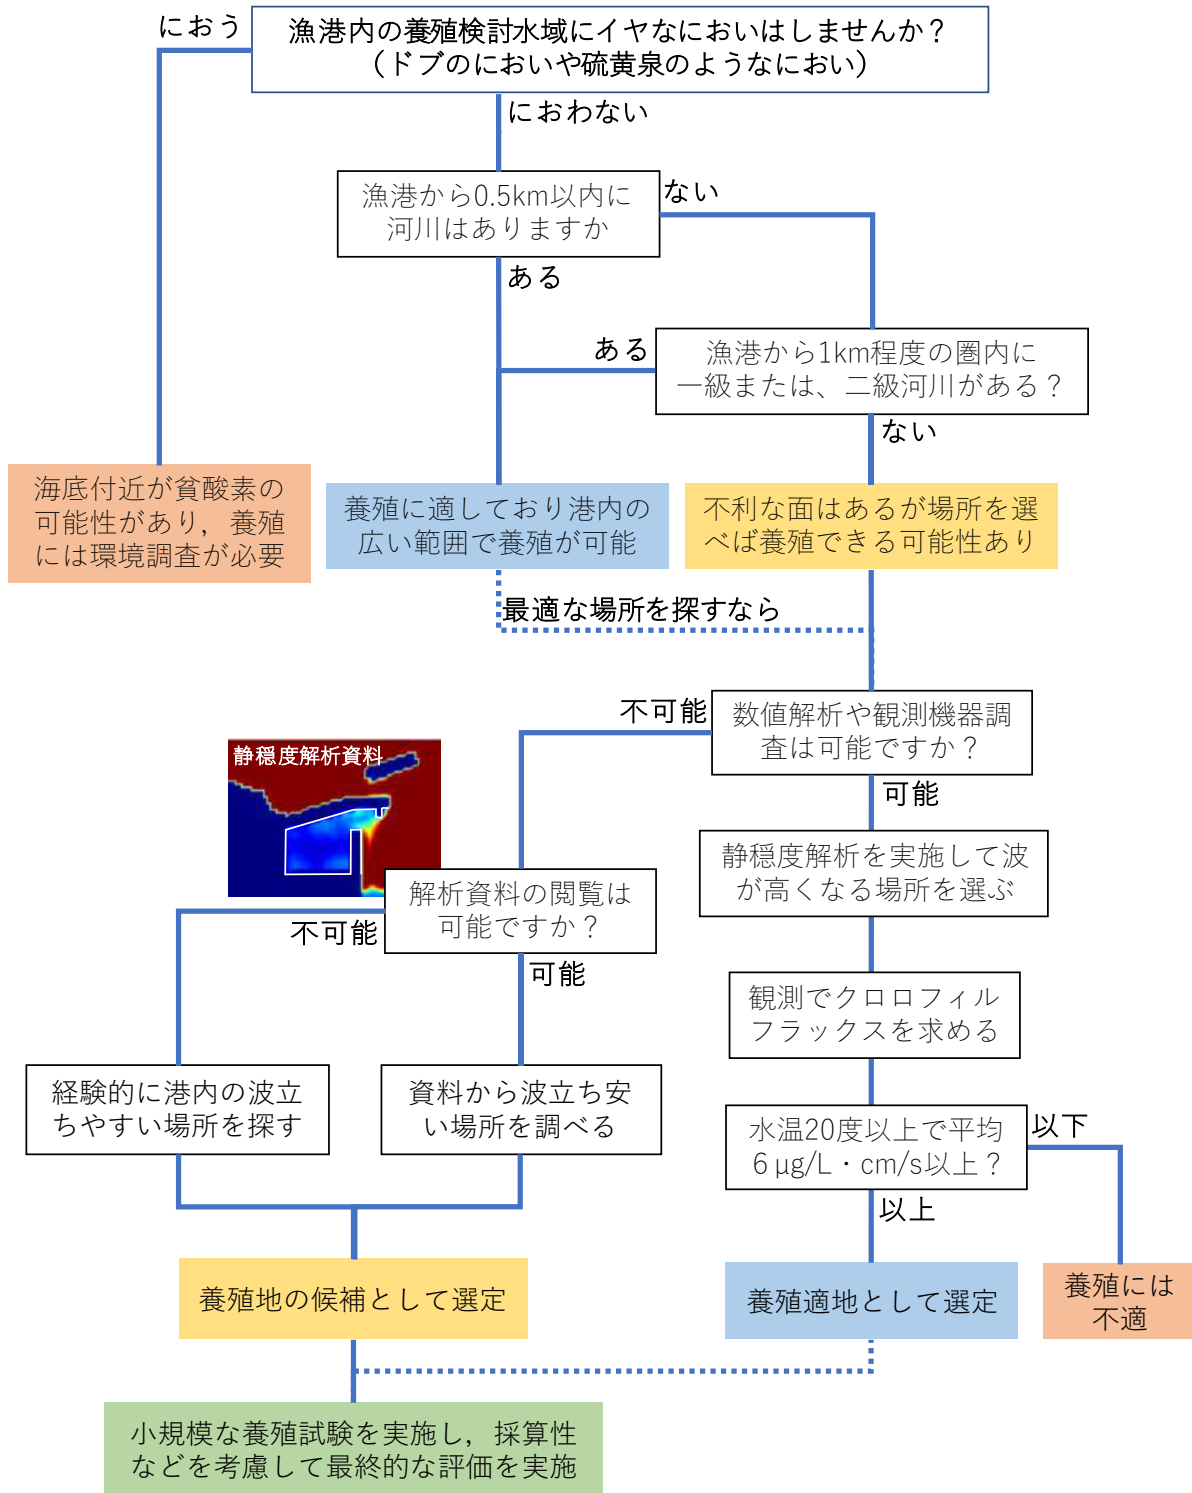 におう
漁港内の養殖検討水域にイヤなにおいはしませんか？
（ドブのにおいや硫黄泉のようなにおい）
におわない
漁港から0.5km以内に
河川はありますか
ない
ある
ある
漁港から1km程度の圏内に
一級または、二級河川がある？
ない
海底付近が貧酸素の
可能性があり，養殖
には環境調査が必要
養殖に適しており港内の
広い範囲で養殖が可能
不利な面はあるが場所を選
べば養殖できる可能性あり
最適な場所を探すなら
不可能
数値解析や観測機器調
査は可能ですか？
可能
静穏度解析資料
静穏度解析を実施して波
が高くなる場所を選ぶ
解析資料の閲覧は
可能ですか？
不可能
可能
観測でクロロフィル
フラックスを求める
経験的に港内の波立
ちやすい場所を探す
資料から波立ち安
い場所を調べる
水温20度以上で平均
６μg/L・cm/s以上？
以下
以上
養殖地の候補として選定
養殖適地として選定
養殖には
不適
小規模な養殖試験を実施し，採算性
などを考慮して最終的な評価を実施